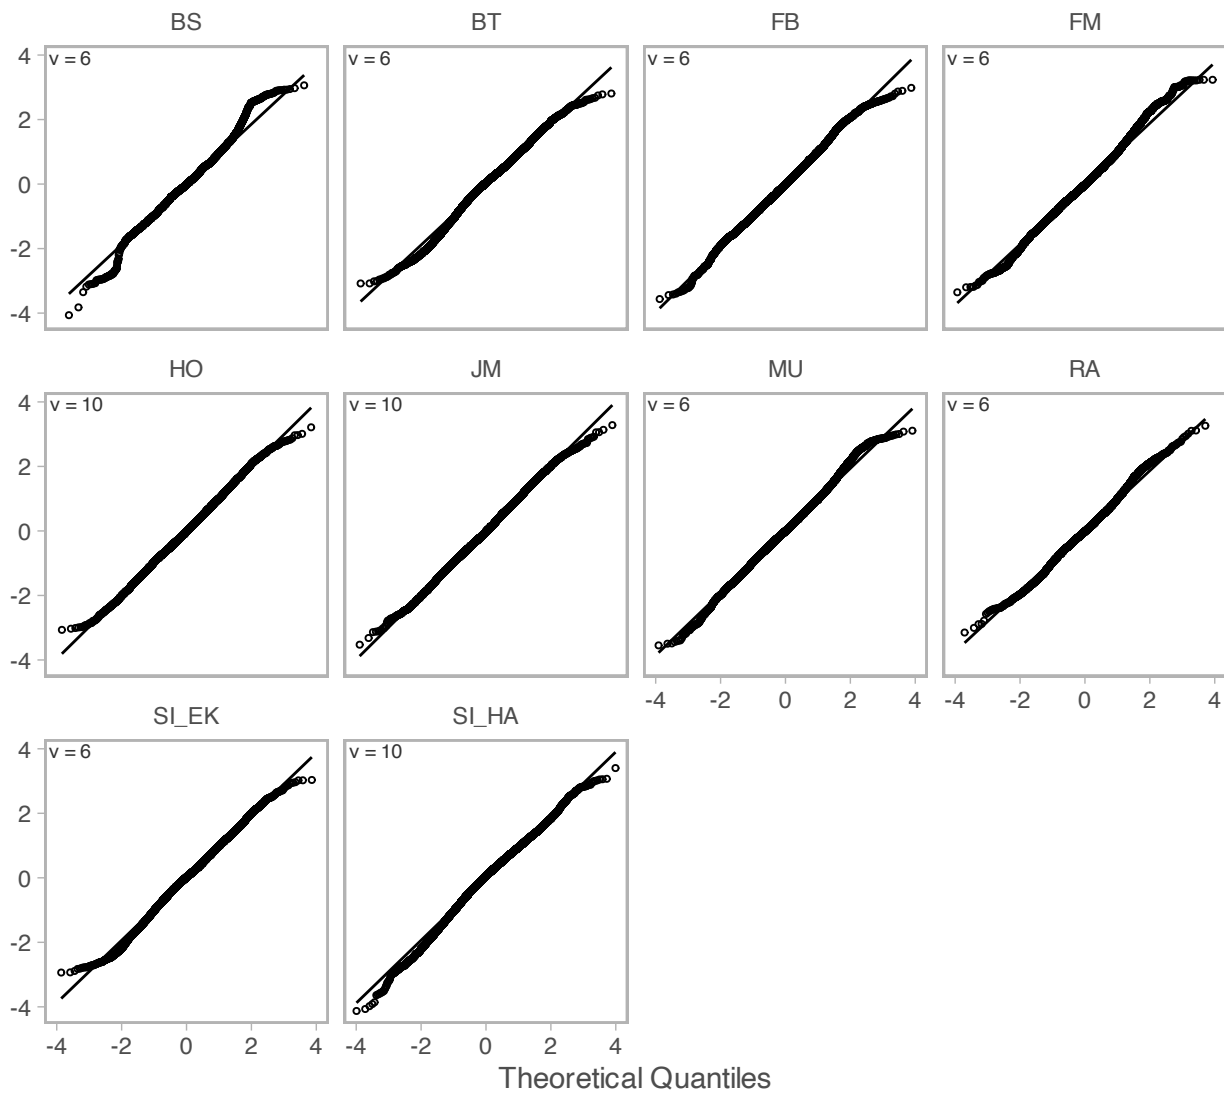 BS BT FB FM
4 v = 6 v = 6 v = 6 v = 6
2
0
-2
-4
HO JM MU RA
4 v = 10 v = 10 v = 6 v = 6
2
0
-2
-4
-4 -2 0 2 4 -4 -2 0 2 4
SI_EK SI_HA
4 v = 6 v = 10
2
0
-2
-4
-4 -2 0 2 4 -4 -2 0 2 4
Theoretical Quantiles